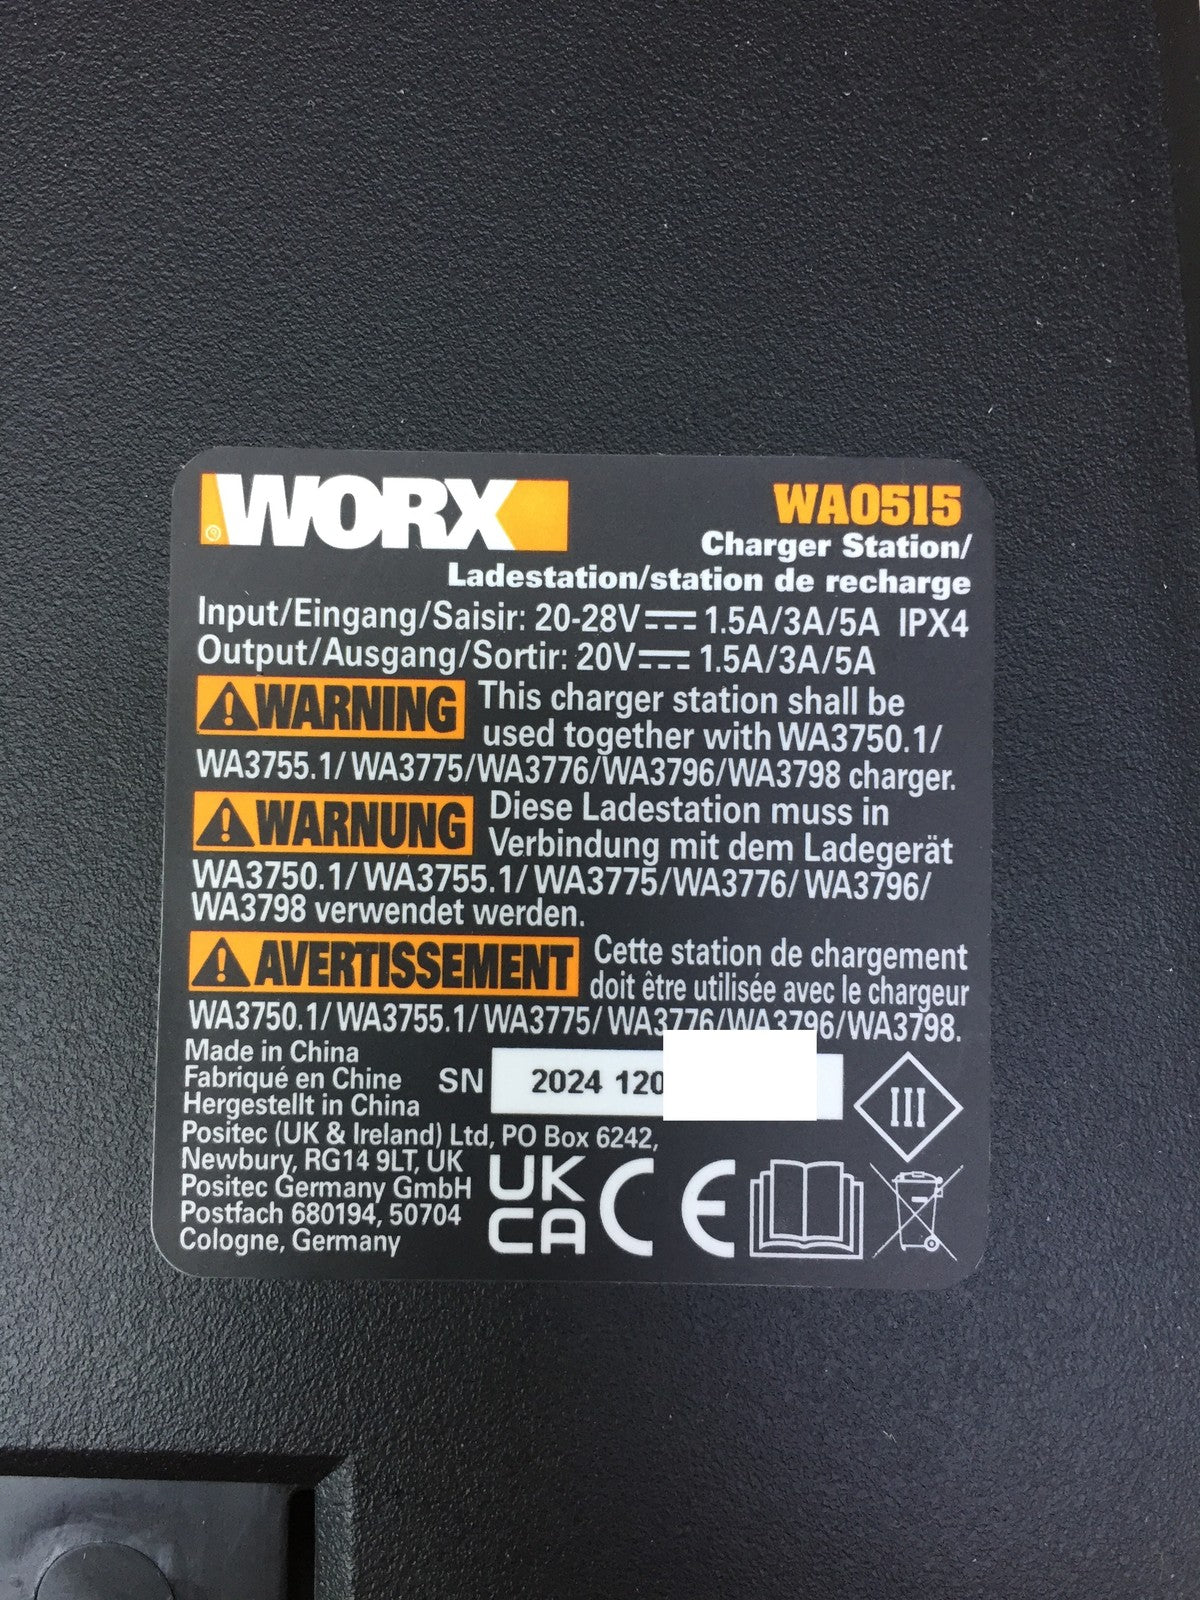 WORX
®
WA0515
Charger Station/
Ladestation/station de recharge
Input/Eingang/Saisir: 20-28V⎓1.5A/3A/5A IPX4
Output/Ausgang/Sortir: 20V⎓1.5A/3A/5A
WARNING This charger station shall be
used together with WA3750.1/
WA3755.1/WA3775/WA3776/WA3796/WA3798 charger.
WARNUNG Diese Ladestation muss in
Verbindung mit dem Ladegerät
WA3750.1/WA3755.1/WA3775/WA3776/WA3796/
WA3798 verwendet werden.
AVERTISSEMENT Cette station de chargement
doit être utilisée avec le chargeur
WA3750.1/WA3755.1/WA3775/WA3776/WA3796/WA3798.
Made in China
Fabriqué en Chine
Hergestellt in China
SN 2024 120
III
Positec (UK & Ireland) Ltd, PO Box 6242,
Newbury, RG14 9LT, UK
Positec Germany GmbH
Postfach 680194, 50704
Cologne, Germany
UK
CA
CE